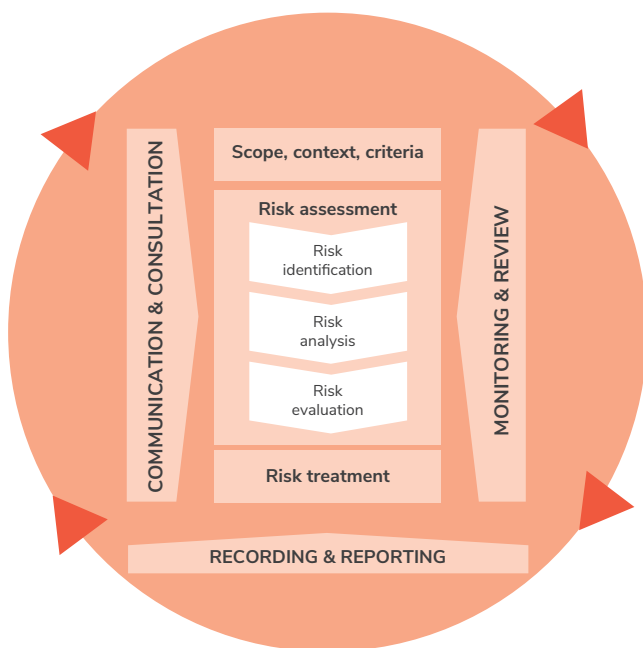 Scope, context, criteria
Risk assessment
Risk
identification
Risk
analysis
Risk
evaluation
Risk treatment
COMMUNICATION & CONSULTATION
MONITORING & REVIEW
RECORDING & REPORTING